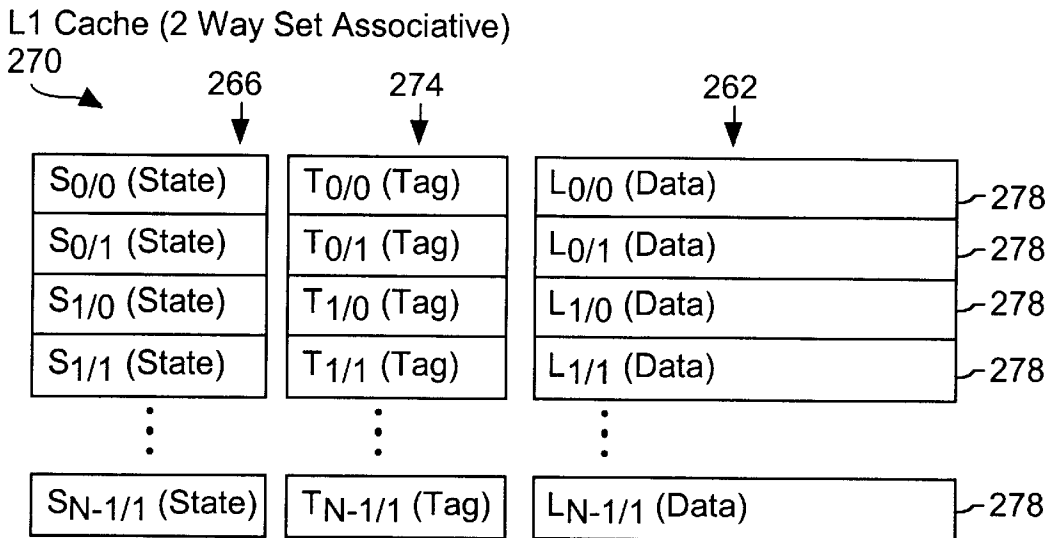 L1 Cache (2 Way Set Associative)
270
266 274 262
S0/0 (State) T0/0 (Tag) L0/0 (Data) 278
S0/1 (State) T0/1 (Tag) L0/1 (Data) 278
S1/0 (State) T1/0 (Tag) L1/0 (Data) 278
S1/1 (State) T1/1 (Tag) L1/1 (Data) 278
SN-1/1 (State) TN-1/1 (Tag) LN-1/1 (Data) 278